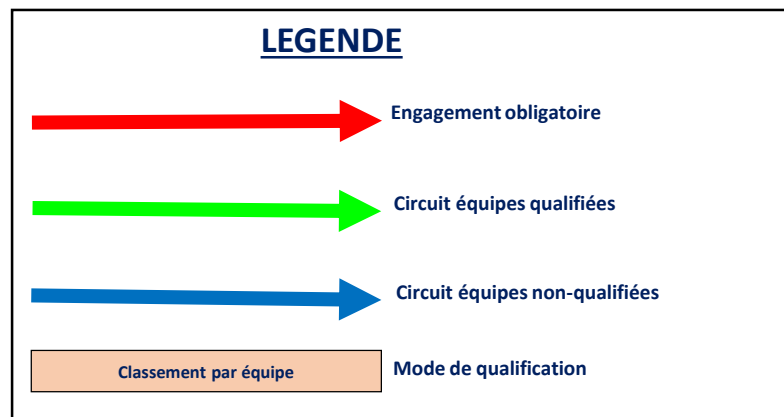 LEGENDE
Engagement obligatoire
Circuit équipes qualifiées
Circuit équipes non-qualifiées
Classement par équipe
Mode de qualification